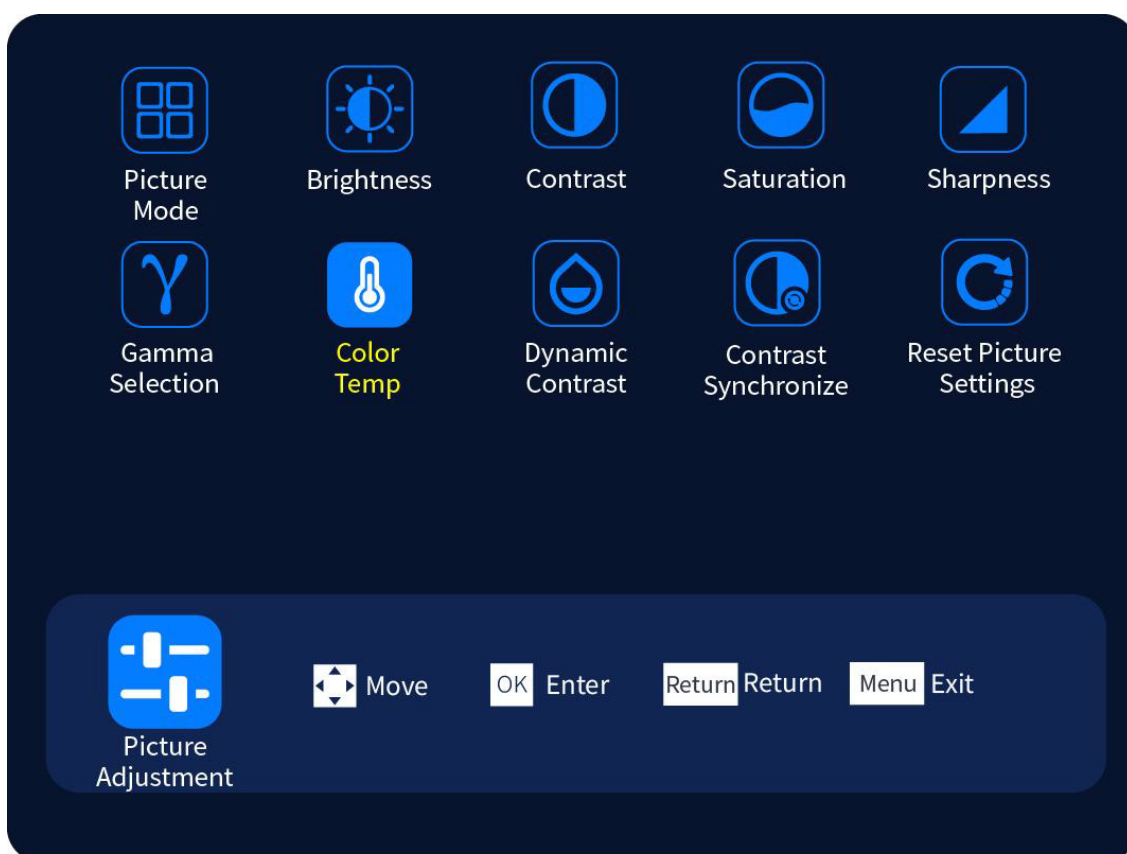 Picture
Mode
Brightness
Contrast
Saturation
Sharpness
γ
Gamma
Selection
Color
Temp
Dynamic
Contrast
Contrast
Synchronize
Reset Picture
Settings
Picture
Adjustment
Move
OK Enter
Return Return
Menu Exit